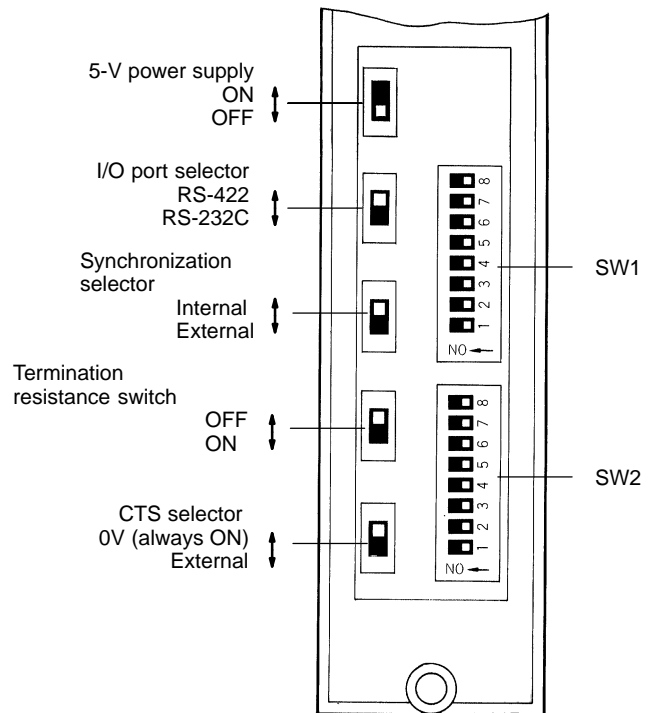 5-V power supply
ON
OFF
I/O port selector
RS-422
RS-232C
Synchronization
selector
Internal
External
Termination
resistance switch
OFF
ON
CTS selector
0V (always ON)
External
8
7
6
5
4
3
2
1
ON
SW1
8
7
6
5
4
3
2
1
ON
SW2